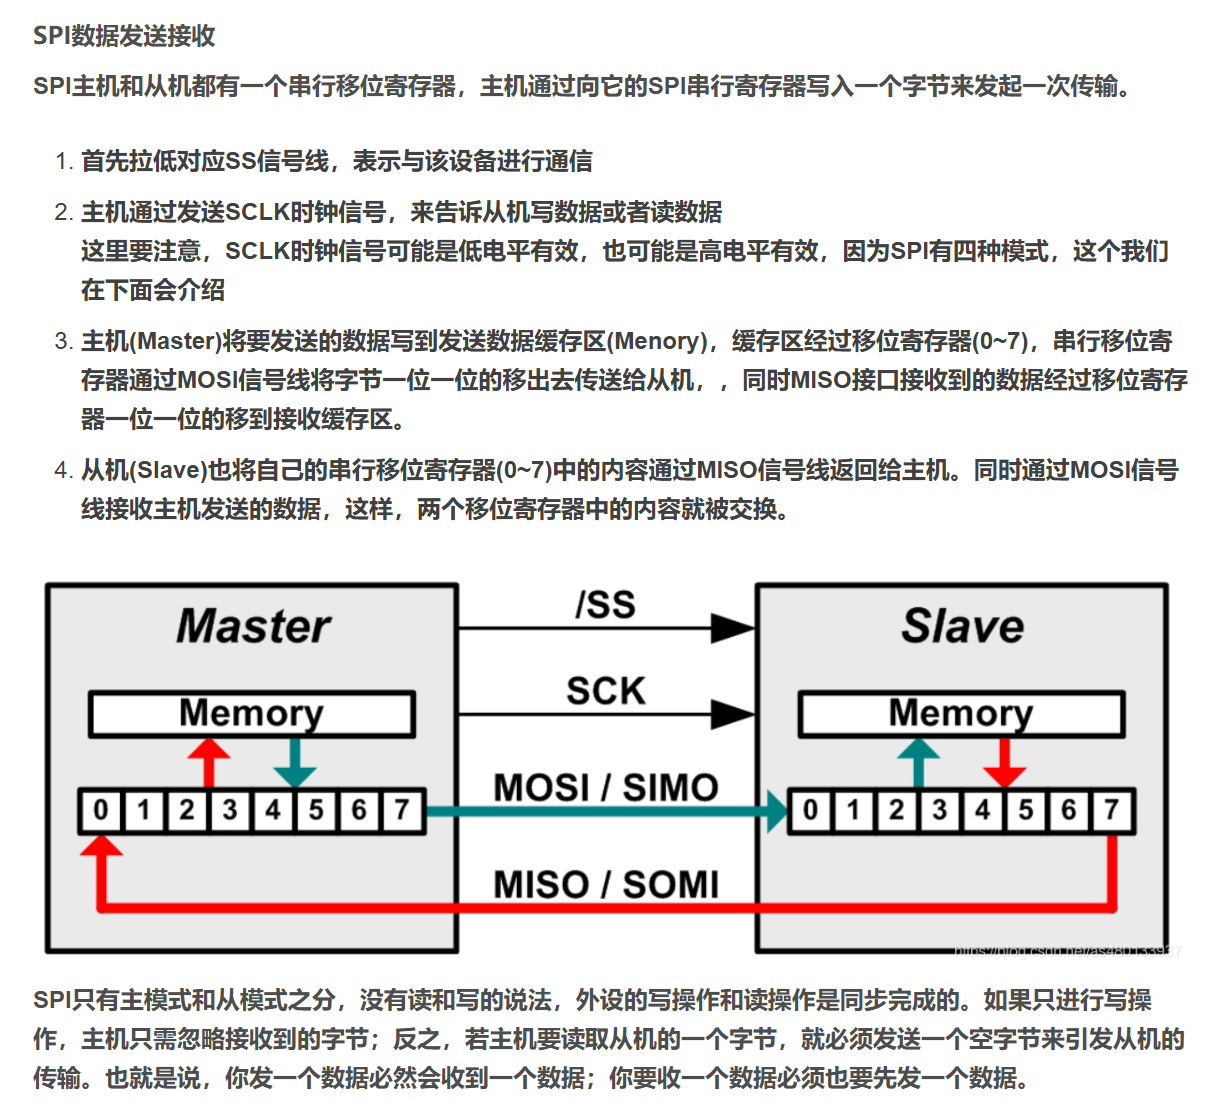 SPI数据发送接收
SPI主机和从机都有一个串行移位寄存器，主机通过向它的SPI串行寄存器写入一个字节来发起一次传输。
1. 首先拉低对应SS信号线，表示与该设备进行通信
2. 主机通过发送SCLK时钟信号，来告诉从机写数据或者读数据
这里要注意，SCLK时钟信号可能是低电平有效，也可能是高电平有效，因为SPI有四种模式，这个我们
在下面会介绍
3. 主机(Master)将要发送的数据写到发送数据缓存区(Menory)，缓存区经过移位寄存器(0~7)，串行移位寄
存器通过MOSI信号线将字节一位一位的移出去传送给从机，，同时MISO接口接收到的数据经过移位寄存
器一位一位的移到接收缓存区。
4. 从机(Slave)也将自己的串行移位寄存器(0~7)中的内容通过MISO信号线返回给主机。同时通过MOSI信号
线接收主机发送的数据，这样，两个移位寄存器中的内容就被交换。
Master
/SS
Slave
SCK
Memory
Memory
MOSI / SIMO
0 1 2 3 4 5 6 7
0 1 2 3 4 5 6 7
MISO / SOMI
https://blog.csdn.net/as480133937
SPI只有主模式和从模式之分，没有读和写的说法，外设的写操作和读操作是同步完成的。如果只进行写操
作，主机只需忽略接收到的字节；反之，若主机要读取从机的一个字节，就必须发送一个空字节来引发从机的
传输。也就是说，你发一个数据必然会收到一个数据；你要收一个数据必须也要先发一个数据。